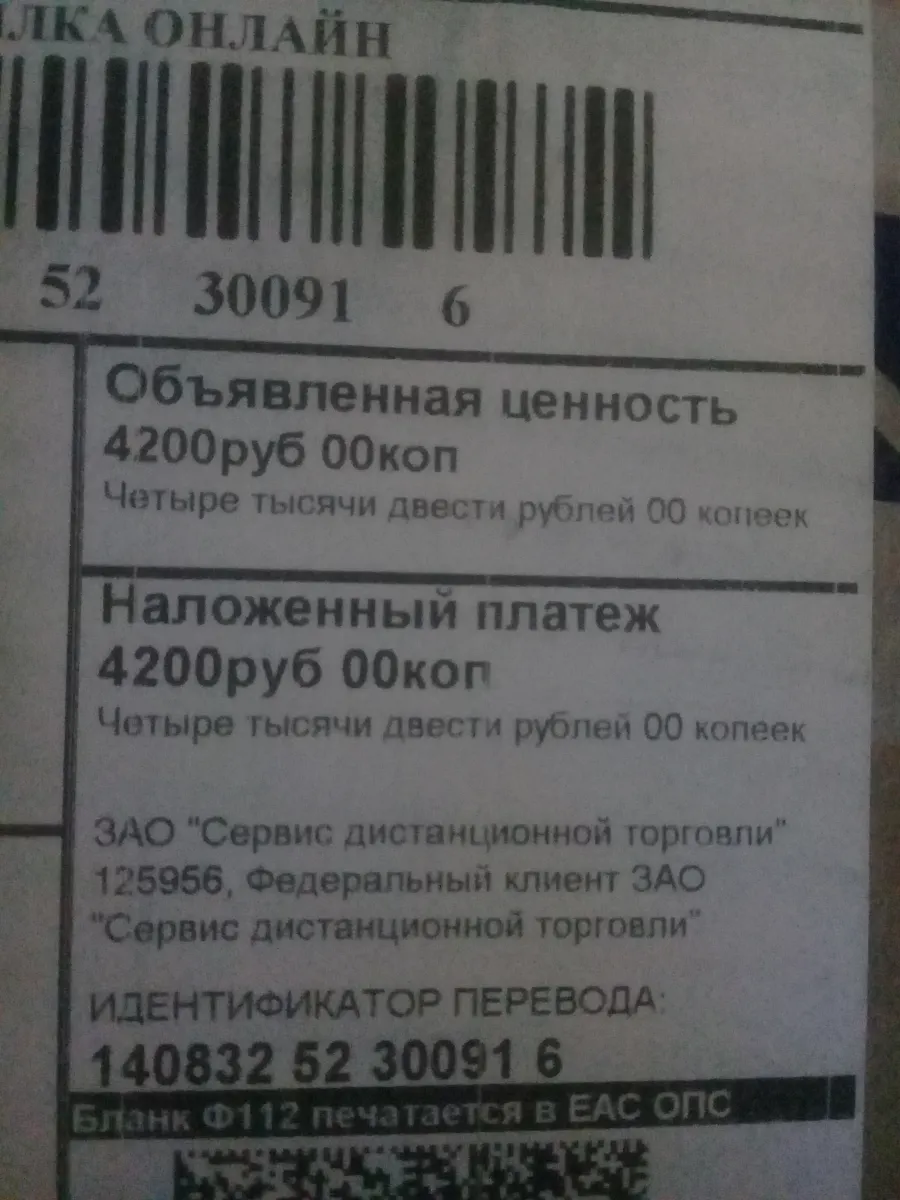 ЛКА ОНЛАЙН
52 30091 6
Объявленная ценность
4200руб 00коп
Четыре тысячи двести рублей 00 копеек
Наложенный платеж
4200руб 00коп
Четыре тысячи двести рублей 00 копеек
ЗАО "Сервис дистанционной торговли"
125956, Федеральный клиент ЗАО
"Сервис дистанционной торговли"
ИДЕНТИФИКАТОР ПЕРЕВОДА:
140832 52 30091 6
Бланк Ф112 печатается в ЕАС ОПС